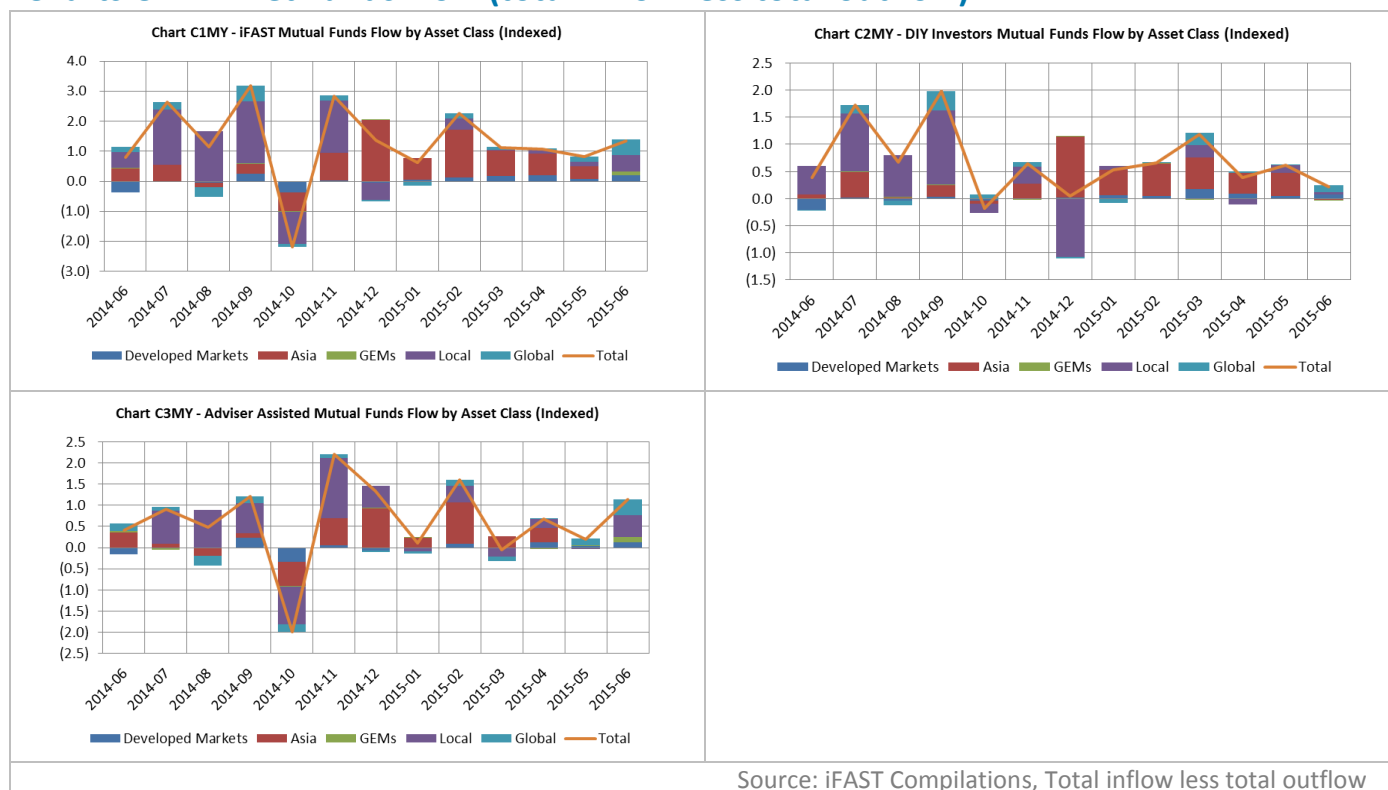 Chart C1MY - iFAST Mutual Funds Flow by Asset Class (Indexed)
4.0
3.0
2.0
1.0
0.0
(1.0)
(2.0)
(3.0)
2014-06 2014-07 2014-08 2014-09 2014-10 2014-11 2014-12 2015-01 2015-02 2015-03 2015-04 2015-05 2015-06
Developed Markets Asia GEMs Local Global Total
Chart C2MY - DIY Investors Mutual Funds Flow by Asset Class (Indexed)
2.5
2.0
1.5
1.0
0.5
0.0
(0.5)
(1.0)
(1.5)
2014-06 2014-07 2014-08 2014-09 2014-10 2014-11 2014-12 2015-01 2015-02 2015-03 2015-04 2015-05 2015-06
Developed Markets Asia GEMs Local Global Total
Chart C3MY - Adviser Assisted Mutual Funds Flow by Asset Class (Indexed)
2.5
2.0
1.5
1.0
0.5
0.0
(0.5)
(1.0)
(1.5)
(2.0)
(2.5)
2014-06 2014-07 2014-08 2014-09 2014-10 2014-11 2014-12 2015-01 2015-02 2015-03 2015-04 2015-05 2015-06
Developed Markets Asia GEMs Local Global Total
Source: iFAST Compilations, Total inflow less total outflow